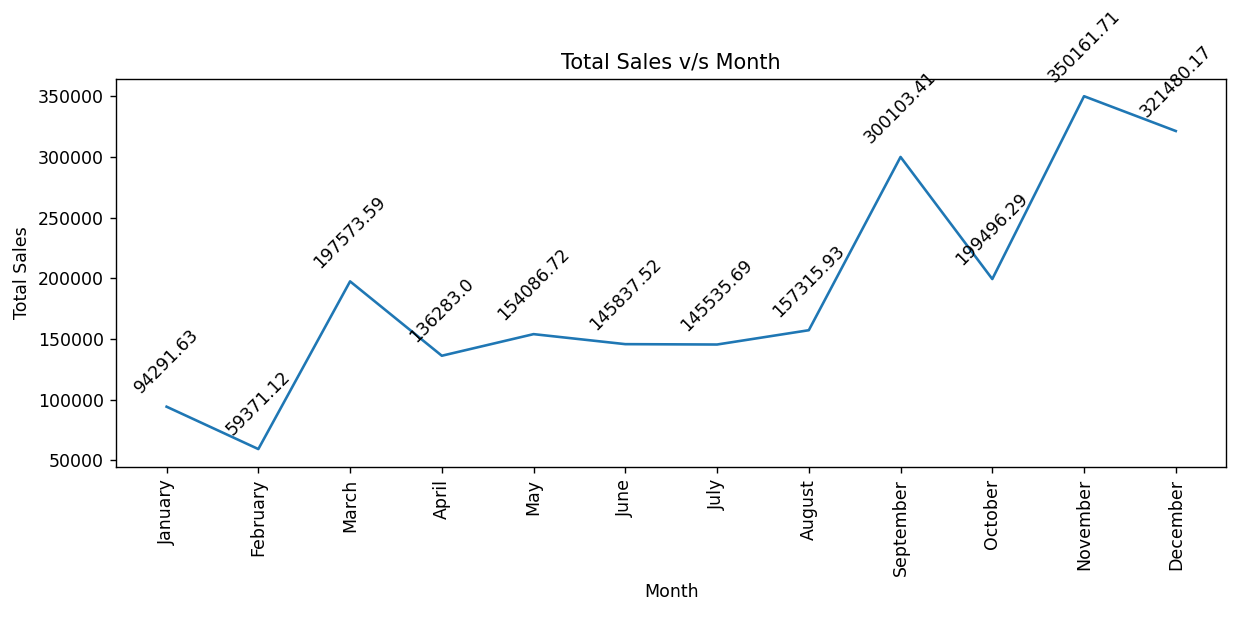 Total Sales v/s Month
Total Sales
350000
300000
250000
200000
150000
100000
50000
94291.63
59371.12
197573.59
136283.0
154086.72
145837.52
145535.69
157315.93
300103.41
199496.29
350161.71
321480.17
January
February
March
April
May
June
July
August
September
October
November
December
Month